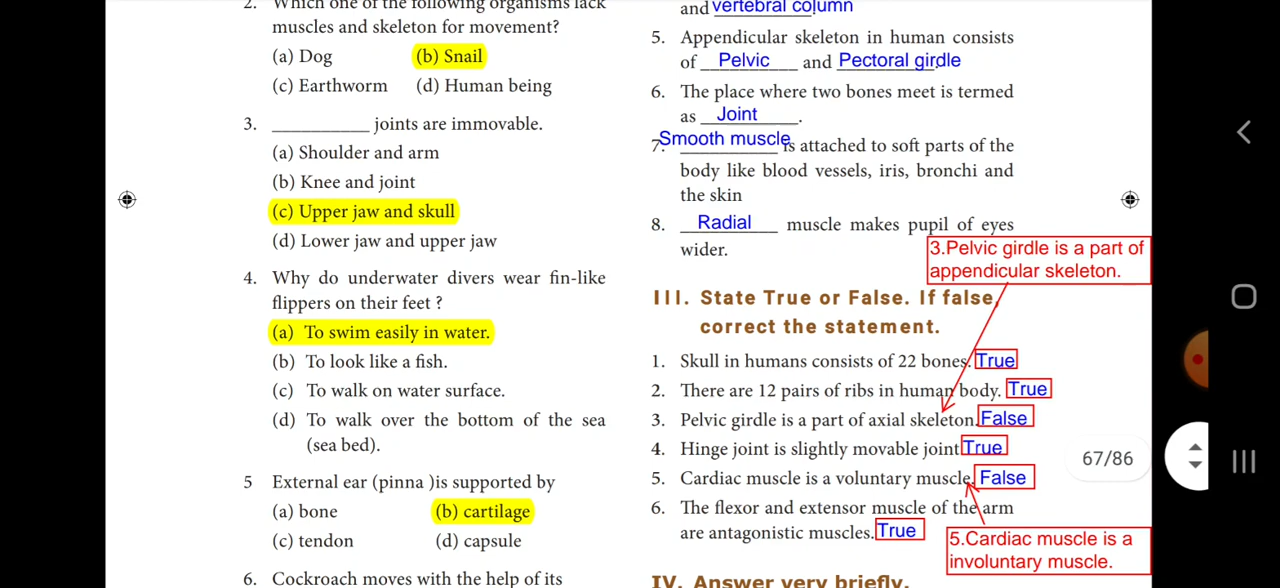 2. Which one of the following organisms lack
muscles and skeleton for movement?
(a) Dog (b) Snail
(c) Earthworm (d) Human being
3. __________ joints are immovable.
(a) Shoulder and arm
(b) Knee and joint
(c) Upper jaw and skull
(d) Lower jaw and upper jaw
4. Why do underwater divers wear fin-like
flippers on their feet ?
(a) To swim easily in water.
(b) To look like a fish.
(c) To walk on water surface.
(d) To walk over the bottom of the sea
(sea bed).
5 External ear (pinna )is supported by
(a) bone (b) cartilage
(c) tendon (d) capsule
6. Cockroach moves with the help of its
and vertebral column.
5. Appendicular skeleton in human consists
of Pelvic and Pectoral girdle.
6. The place where two bones meet is termed
as Joint.
7. Smooth muscle is attached to soft parts of the
body like blood vessels, iris, bronchi and
the skin
8. Radial muscle makes pupil of eyes
wider.
3.Pelvic girdle is a part of
appendicular skeleton.
III. State True or False. If false,
correct the statement.
1. Skull in humans consists of 22 bones. True
2. There are 12 pairs of ribs in human body. True
3. Pelvic girdle is a part of axial skeleton. False
4. Hinge joint is slightly movable joint True
5. Cardiac muscle is a voluntary muscle. False
6. The flexor and extensor muscle of the arm
are antagonistic muscles. True
5.Cardiac muscle is a
involuntary muscle.
IV. Answer very briefly.
67/86